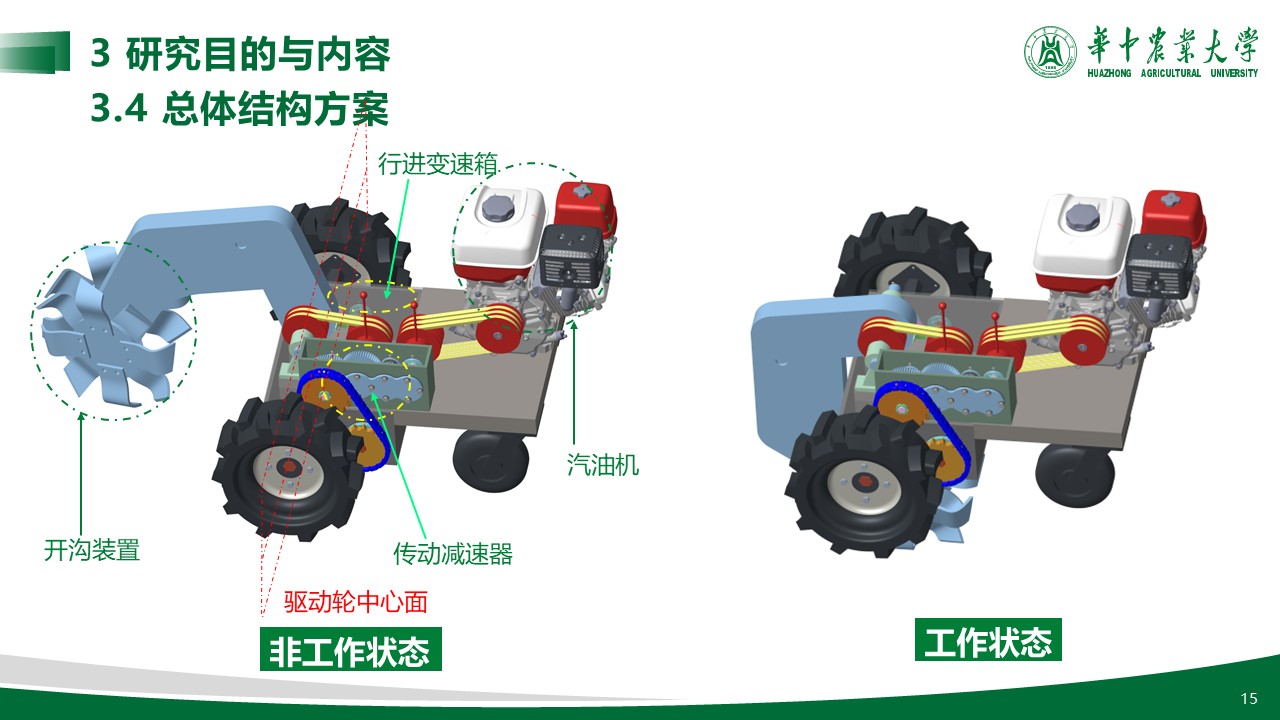 3 研究目的与内容
3.4 总体结构方案
華中农業大学
HUAZHONG AGRICULTURAL UNIVERSITY
行进变速箱
汽油机
开沟装置
传动减速器
驱动轮中心面
非工作状态
工作状态
15